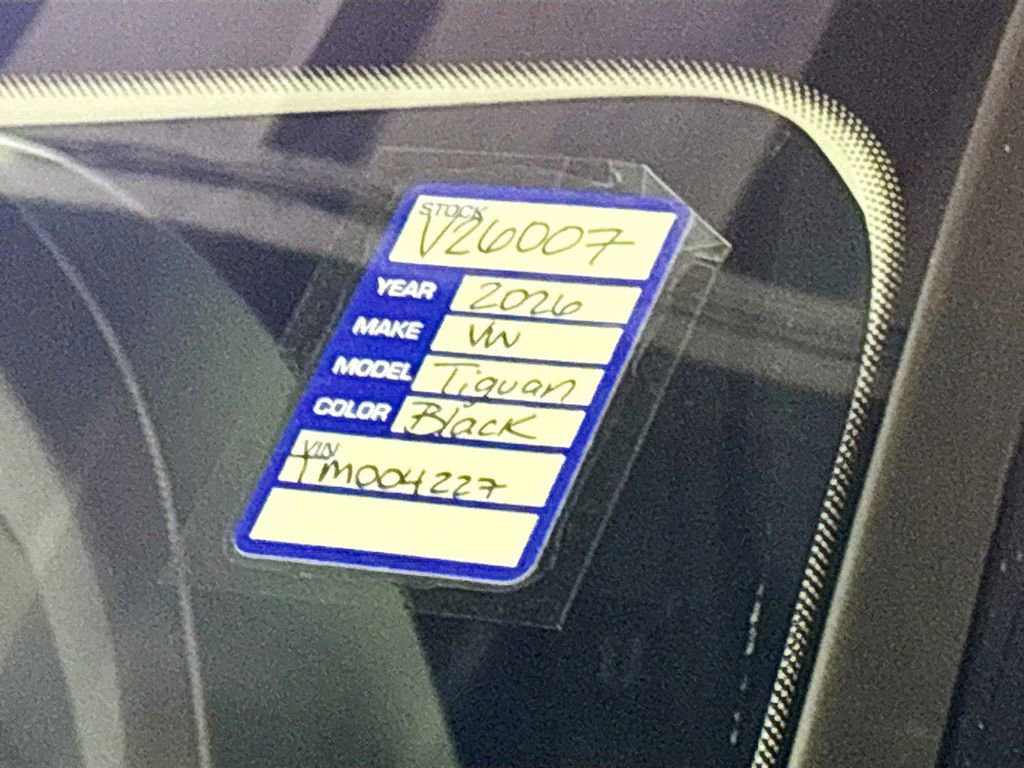 STOCK
V26007
YEAR 2026
MAKE VW
MODEL Tiguan
COLOR Black
VIN
TM004227